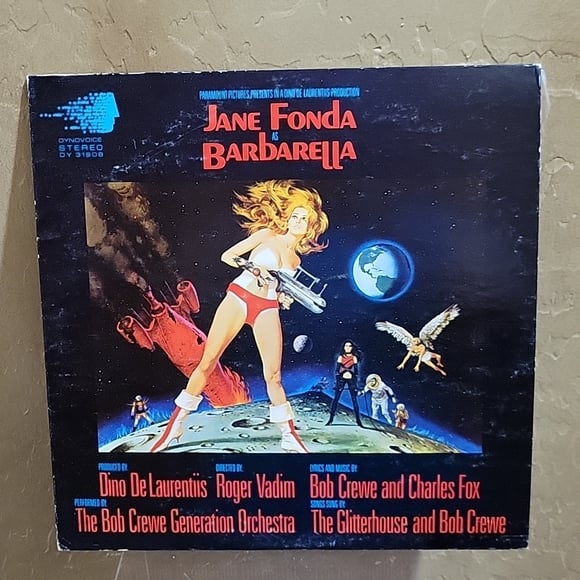 PARAMOUNT PICTURES PRESENTS IN A DINO DE LAURENTIIS PRODUCTION
JANE FONDA
AS
BARBARELLA
DYNOVOICE
STEREO
DY 31908
PRODUCED BY:
Dino De Laurentiis
DIRECTED BY:
Roger Vadim
LYRICS AND MUSIC BY:
Bob Crewe and Charles Fox
PERFORMED BY:
The Bob Crewe Generation Orchestra
SONGS SUNG BY:
The Glitterhouse and Bob Crewe